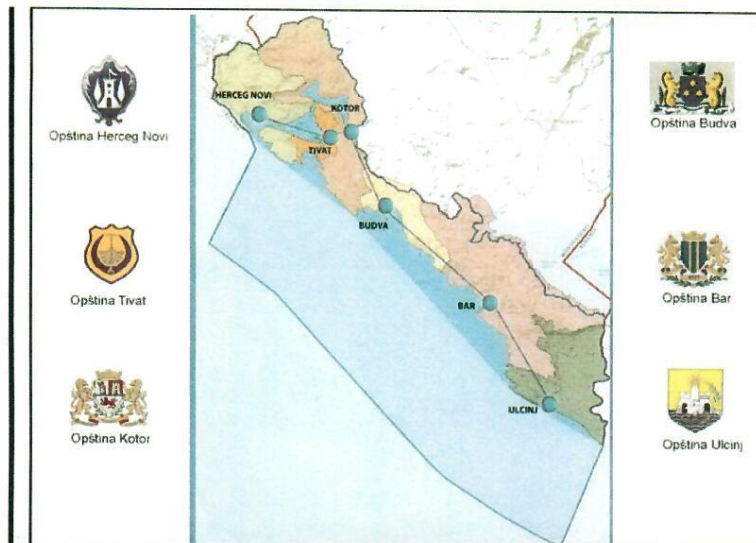 Opština Herceg Novi
Opština Tivat
Opština Kotor
HERCEG NOVI
KOTOR
TIVAT
BUDVA
BAR
ULCINJ
Opština Budva
Opština Bar
Opština Ulcinj